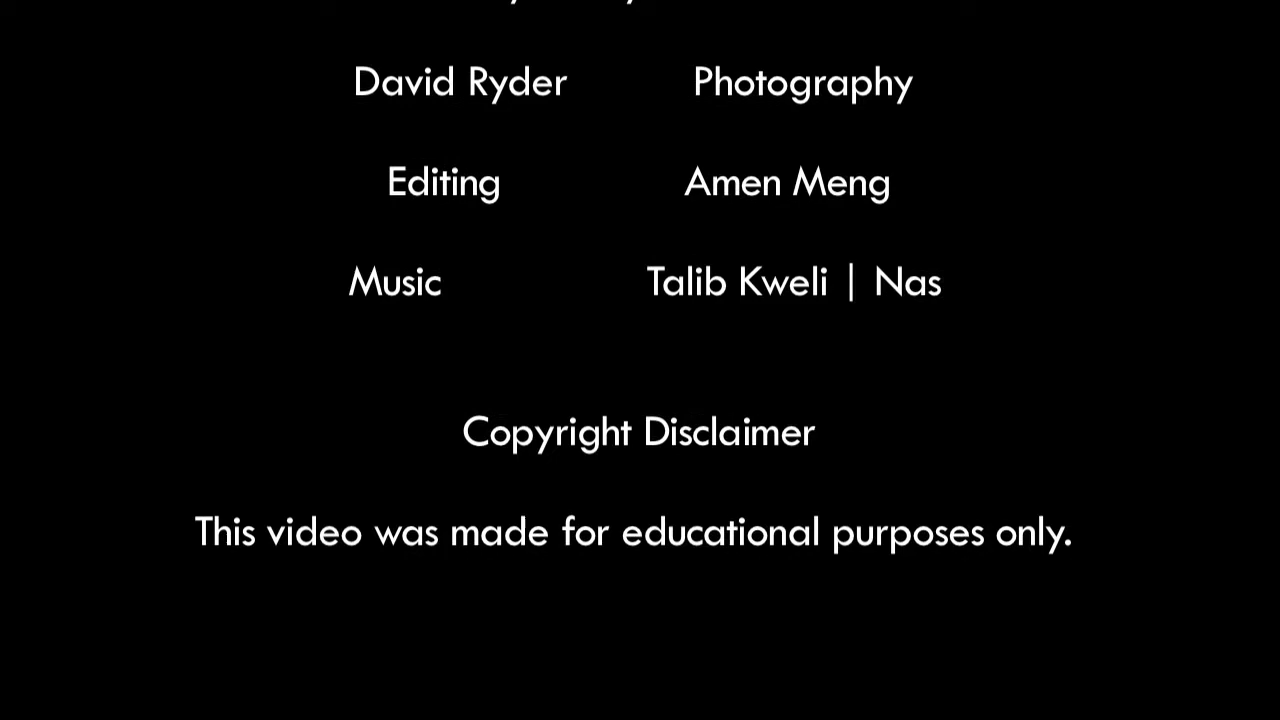 David Ryder Photography
Editing Amen Meng
Music Talib Kweli | Nas
Copyright Disclaimer
This video was made for educational purposes only.